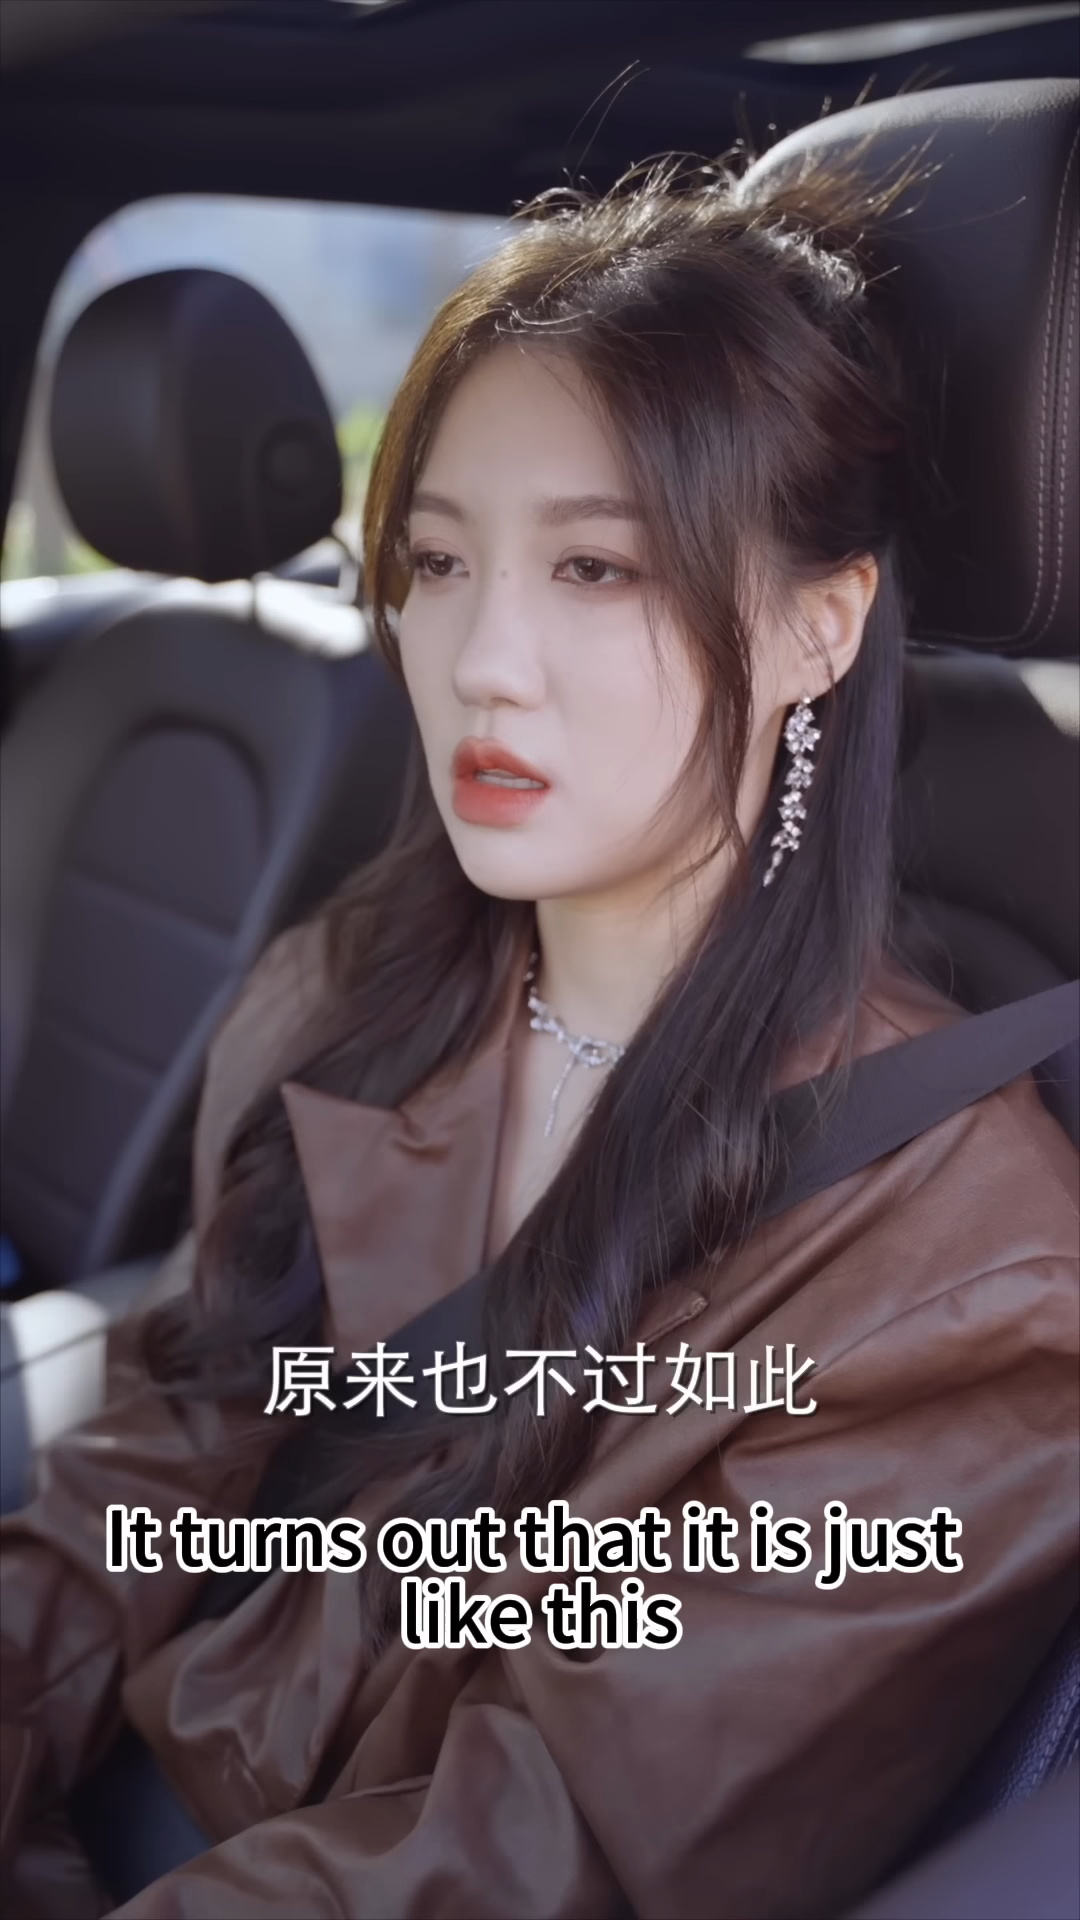 原来也不过如此
It turns out that it is just
like this